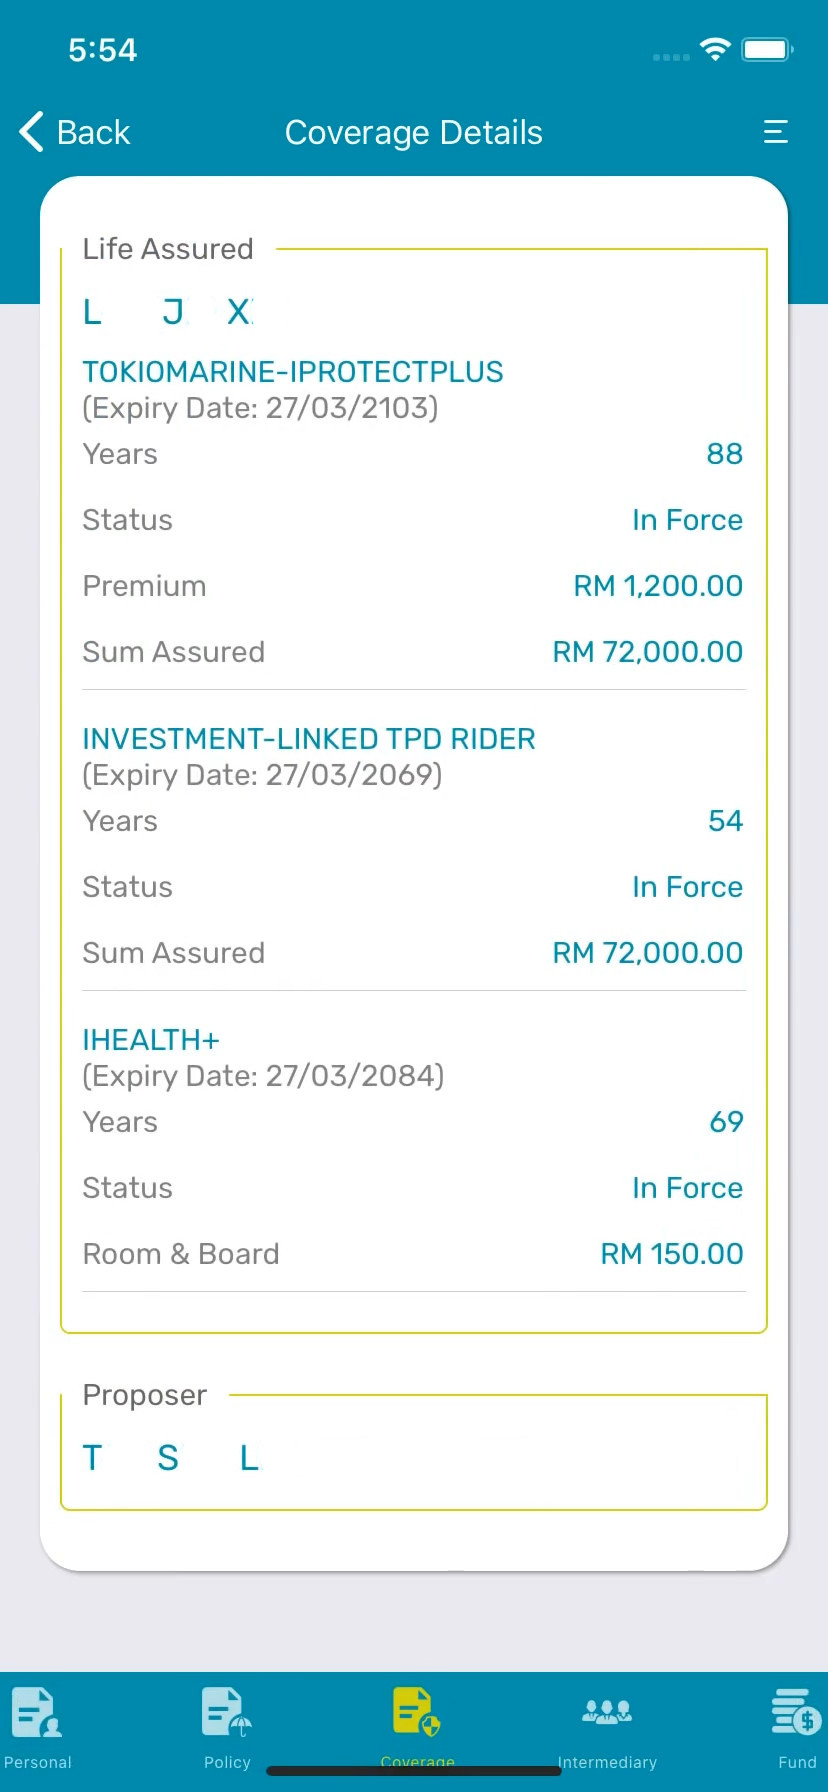 5:54
Back Coverage Details
Life Assured
L J X
TOKIOMARINE-IPROTECTPLUS
(Expiry Date: 27/03/2103)
Years 88
Status In Force
Premium RM 1,200.00
Sum Assured RM 72,000.00
INVESTMENT-LINKED TPD RIDER
(Expiry Date: 27/03/2069)
Years 54
Status In Force
Sum Assured RM 72,000.00
IHEALTH+
(Expiry Date: 27/03/2084)
Years 69
Status In Force
Room & Board RM 150.00
Proposer
T S L
Personal Policy Coverage Intermediary Fund